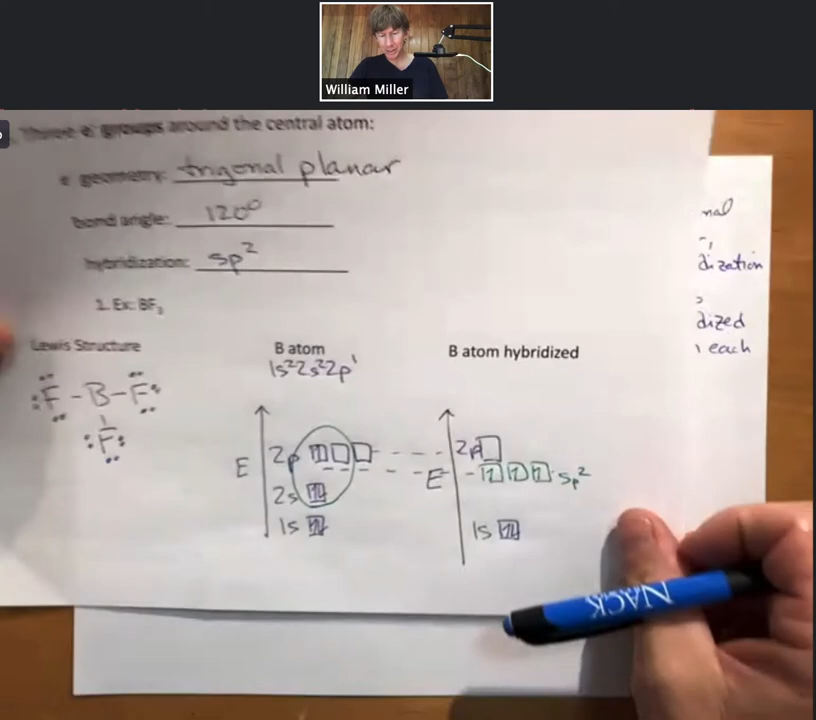 William Miller
Three e⁻ groups around the central atom:
e⁻ geometry: trigonal planar
bond angle: 120°
hybridization: sp²
1. Ex: BF₃
nal
dization
dized
each
Lewis Structure
B atom
B atom hybridized
1s²2s²2p¹
:F-B-F:
:F:
E 2p
2s
1s
2p
E
sp²
1s
NACK